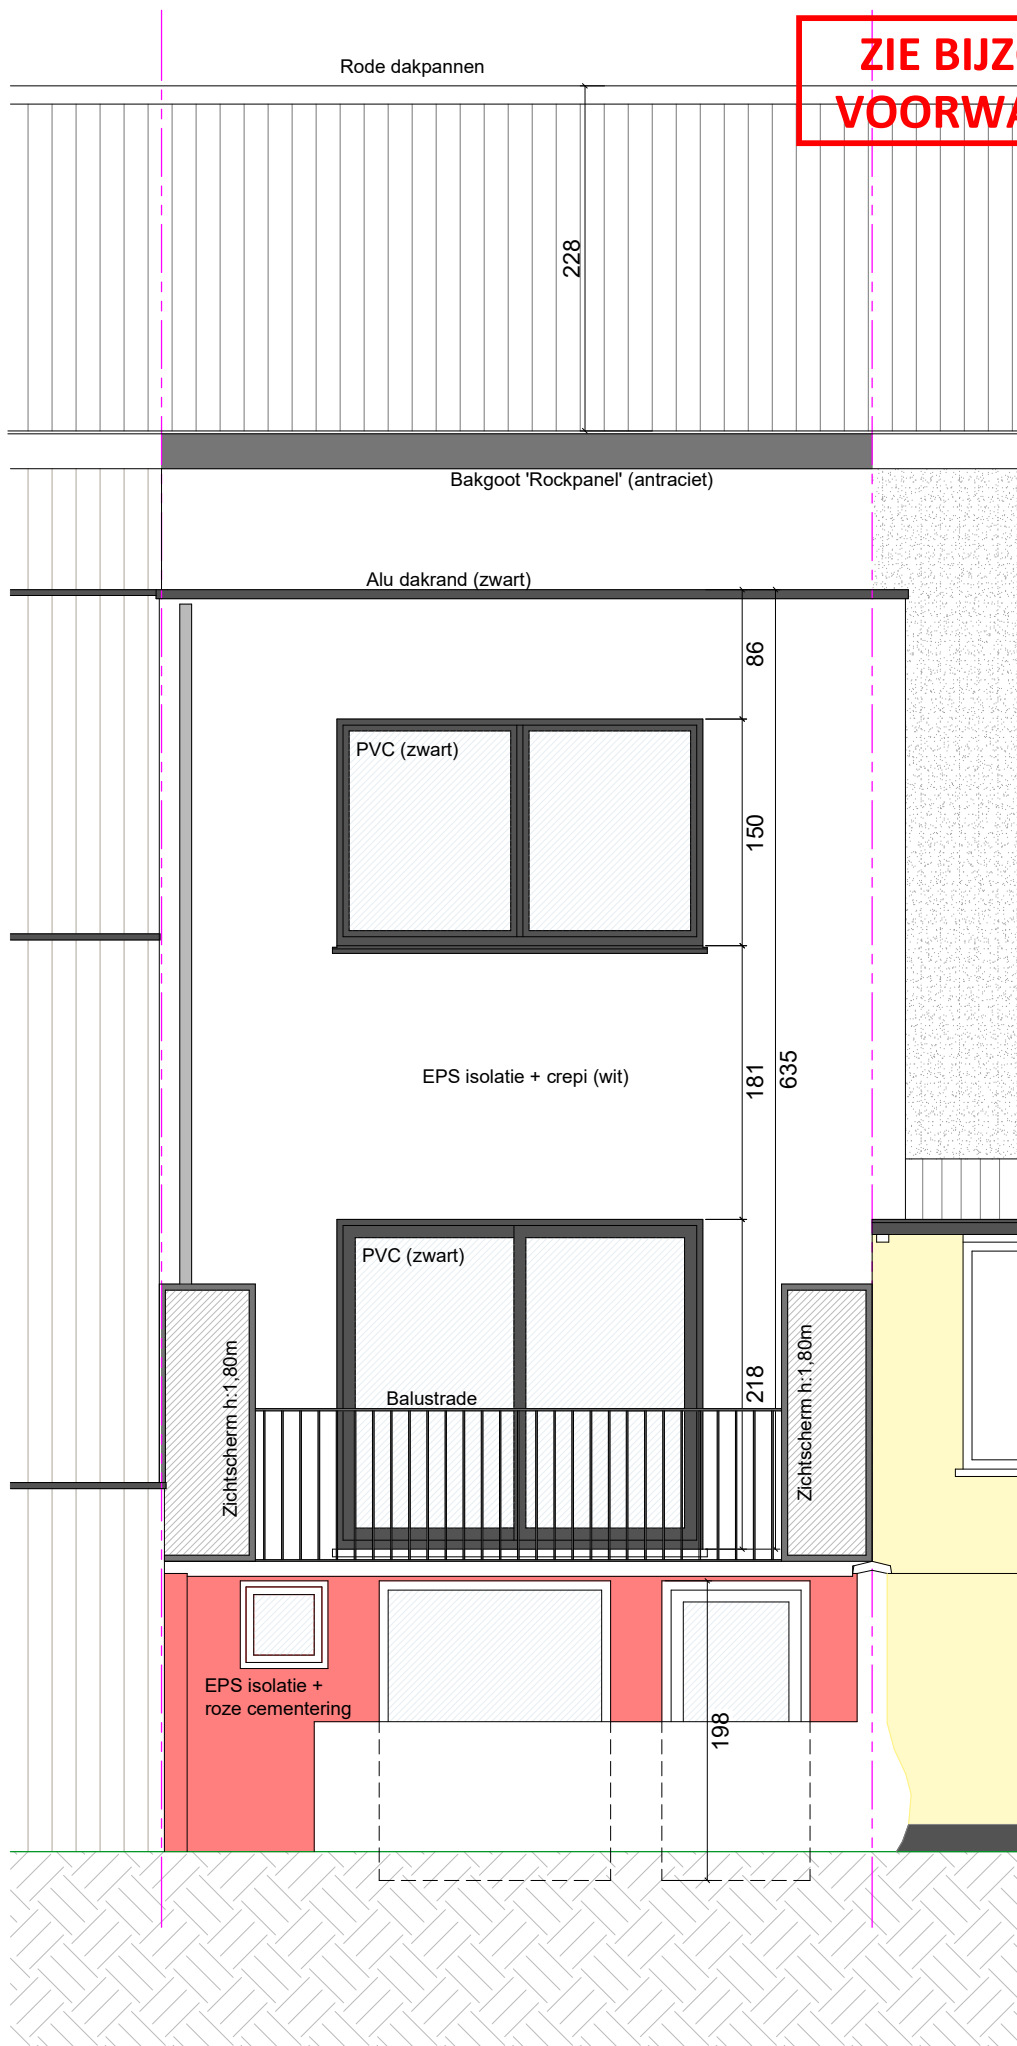 Rode dakpannen
ZIE BIJZ
VOORWA
228
Bakgoot 'Rockpanel' (antraciet)
Alu dakrand (zwart)
86
PVC (zwart)
150
EPS isolatie + crepi (wit)
181
635
PVC (zwart)
Zichtscherm h:1,80m
Balustrade
218
Zichtscherm h:1,80m
EPS isolatie +
roze cementering
198